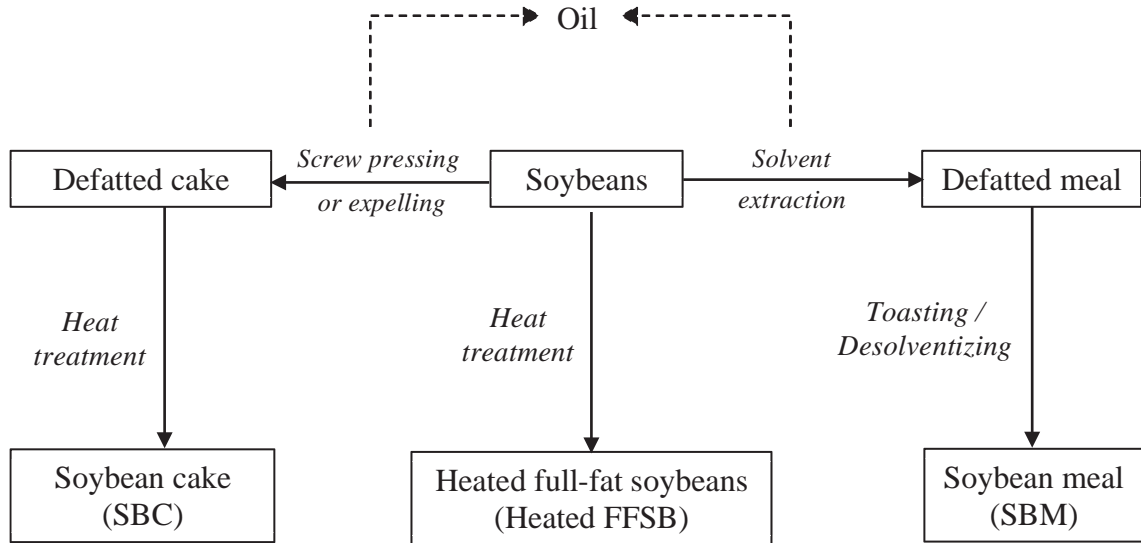 Oil
Screw pressing
or expelling
Solvent
extraction
Defatted cake
Soybeans
Defatted meal
Heat
treatment
Heat
treatment
Toasting /
Desolventizing
Soybean cake
(SBC)
Heated full-fat soybeans
(Heated FFSB)
Soybean meal
(SBM)